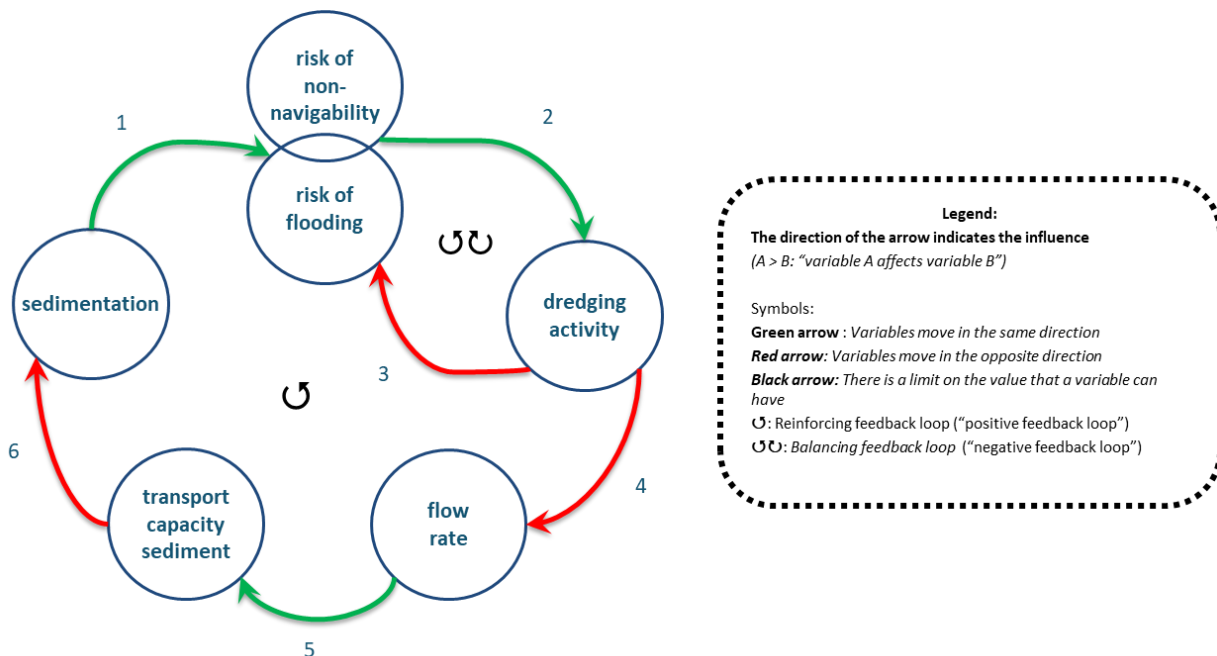 risk of
non-
navigability
1
2
risk of
flooding
↺↻
sedimentation
dredging
activity
3
↺
6
4
transport
capacity
sediment
flow
rate
5
Legend:
The direction of the arrow indicates the influence
(A > B: “variable A affects variable B”)
Symbols:
Green arrow : Variables move in the same direction
Red arrow: Variables move in the opposite direction
Black arrow: There is a limit on the value that a variable can
have
↺: Reinforcing feedback loop (“positive feedback loop”)
↺↻: Balancing feedback loop (“negative feedback loop”)